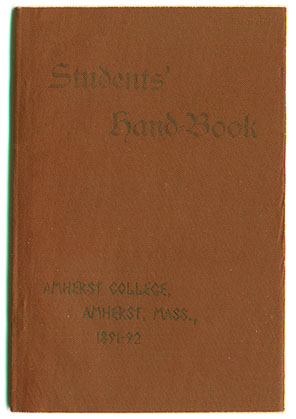 Students'
Hand-Book
AMHERST COLLEGE,
AMHERST, MASS.,
1891-92